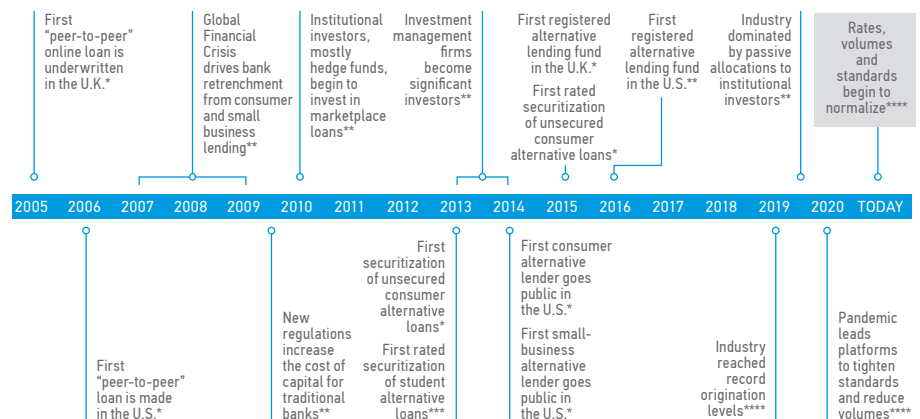 First
“peer-to-peer”
online loan is
underwritten
in the U.K.*
Global
Financial
Crisis
drives bank
retrenchment
from consumer
and small
business
lending**
Institutional
investors,
mostly
hedge funds,
begin to
invest in
marketplace
loans**
Investment
management
firms
become
significant
investors**
First registered
alternative
lending fund
in the U.K.*
First rated
securitization
of unsecured
consumer
alternative loans*
First
registered
alternative
lending fund
in the U.S.**
Industry
dominated
by passive
allocations to
institutional
investors**
Rates,
volumes
and
standards
begin to
normalize****
2005 2006 2007 2008 2009 2010 2011 2012 2013 2014 2015 2016 2017 2018 2019 2020 TODAY
First
“peer-to-peer”
loan is made
in the U.S.*
New
regulations
increase
the cost of
capital for
traditional
banks**
First
securitization
of unsecured
consumer
alternative
loans*
First rated
securitization
of student
alternative
loans***
First consumer
alternative
lender goes
public in
the U.S.*
First small-
business
alternative
lender goes
public in
the U.S.*
Industry
reached
record
origination
levels****
Pandemic
leads
platforms
to tighten
standards
and reduce
volumes****